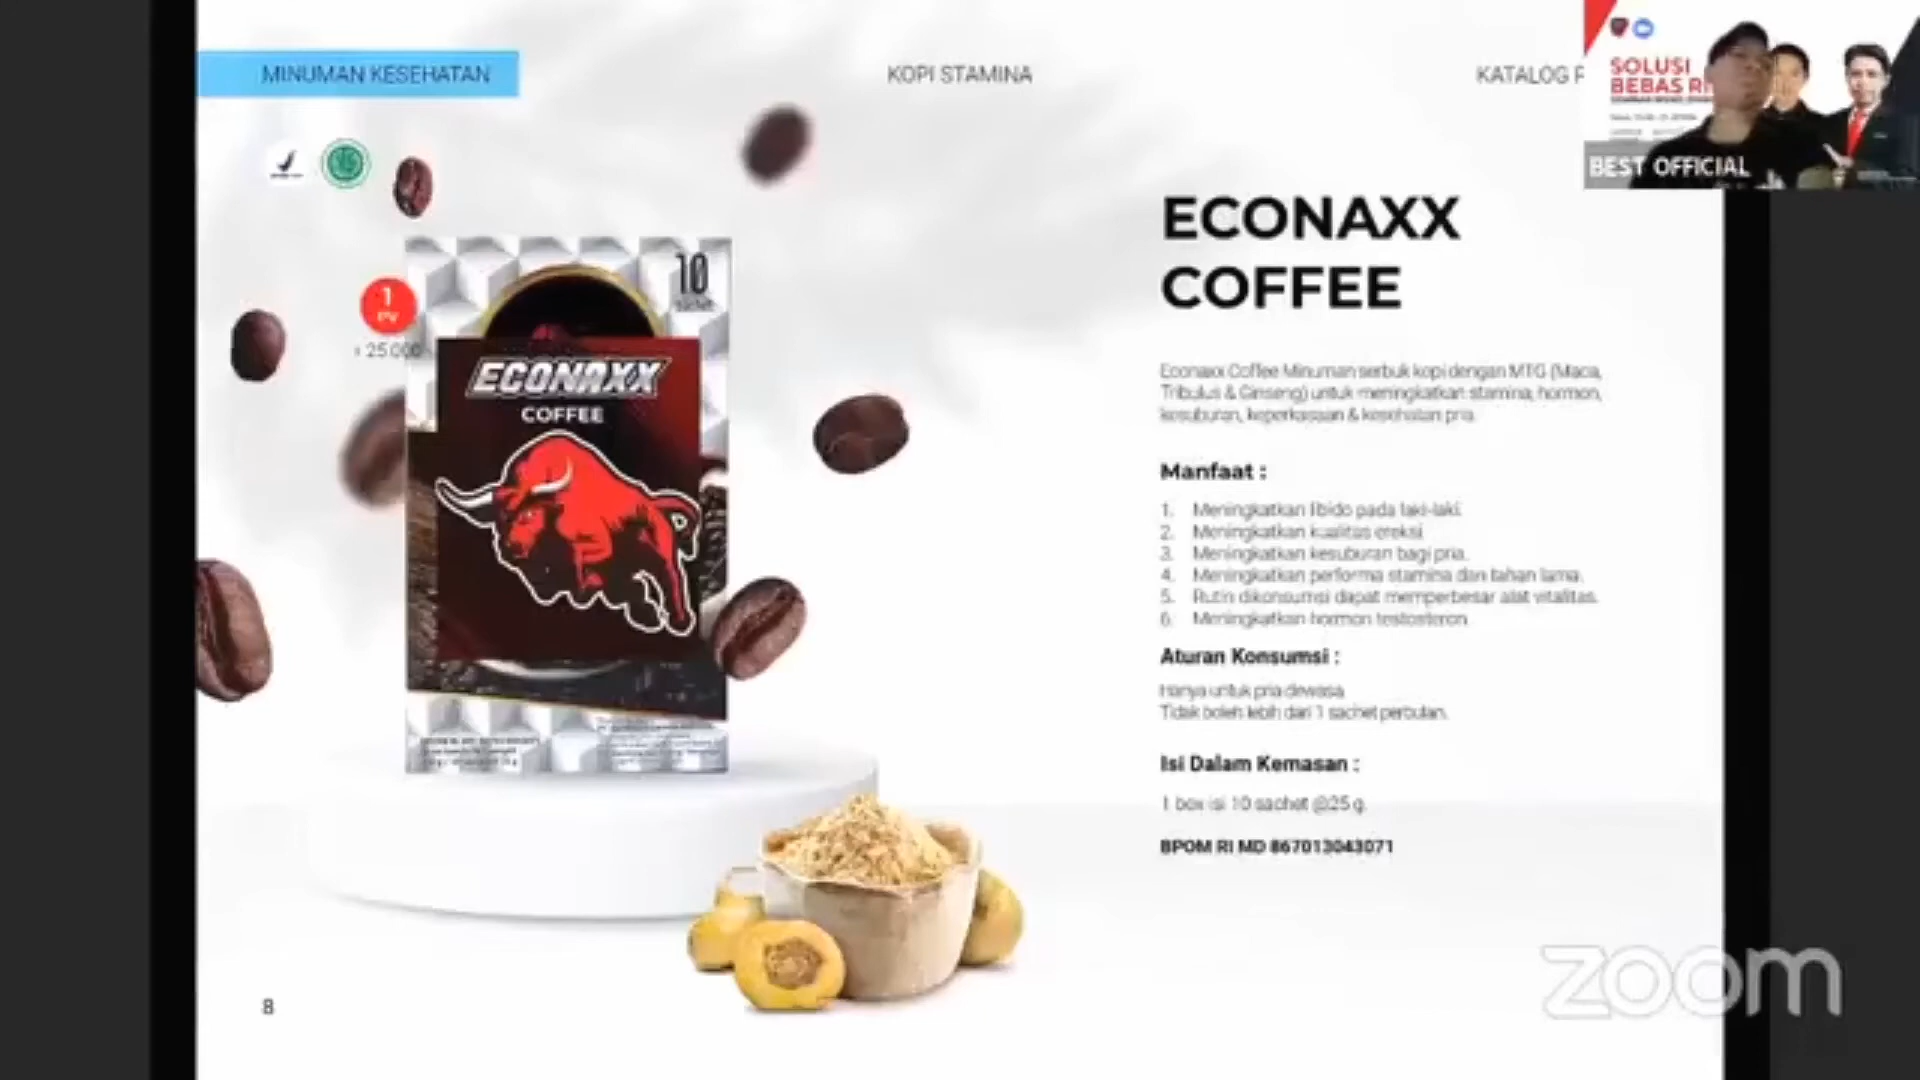 MINUMAN KESEHATAN
KOPI STAMINA
KATALOG P
SOLUSI
BEBAS RI
BEST OFFICIAL
1
PV
25.000
10
ECONAXX
COFFEE
ECONAXX
COFFEE
Econaxx Coffee Minuman serbuk kopi dengan MTG (Maca,
Tribulus & Ginseng) untuk meningkatkan stamina, hormon,
kesuburan, keperkasaan & kesehatan pria.
Manfaat :
1. Meningkatkan libido pada laki-laki.
2. Meningkatkan kualitas ereksi.
3. Meningkatkan kesuburan bagi pria.
4. Meningkatkan performa stamina dan tahan lama.
5. Rutin dikonsumsi dapat memperbesar alat vitalitas.
6. Meningkatkan hormon testosteron.
Aturan Konsumsi :
Hanya untuk pria dewasa.
Tidak boleh lebih dari 1 sachet perbulan.
Isi Dalam Kemasan :
1 box isi 10 sachet @25 g.
BPOM RI MD 867013043071
8
zoom